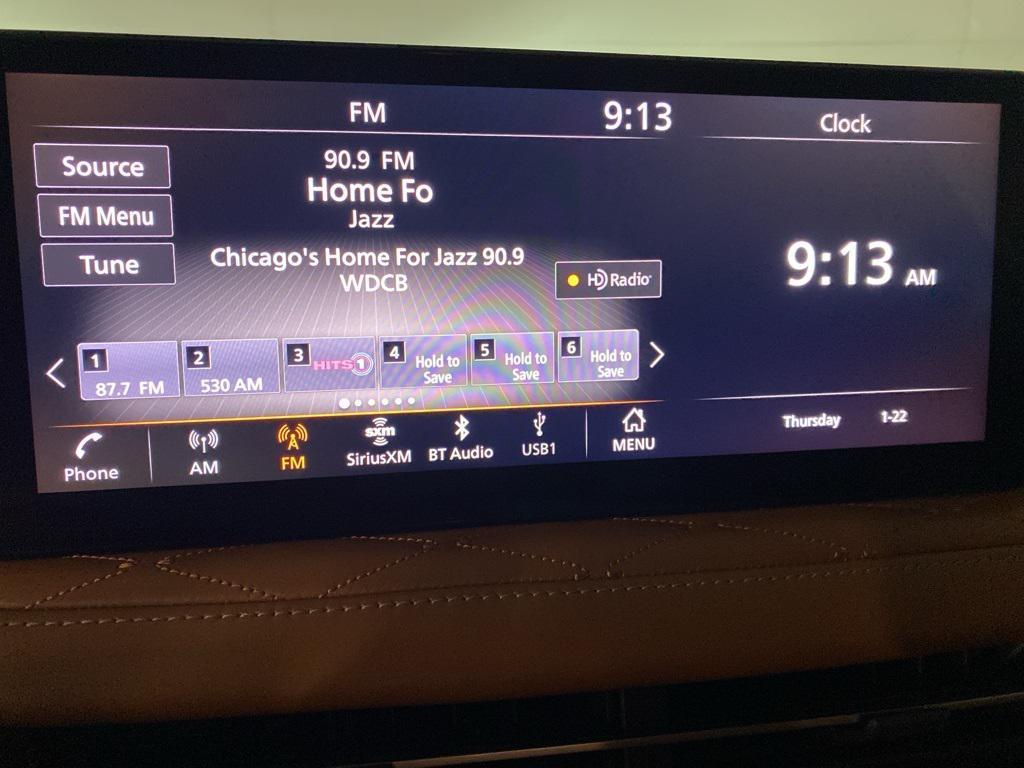 FM
9:13
Clock
Source
FM Menu
Tune
90.9 FM
Home Fo
Jazz
Chicago's Home For Jazz 90.9
WDCB
HD Radio
9:13 AM
1
87.7 FM
2
530 AM
3
HITS1
4
Hold to
Save
5
Hold to
Save
6
Hold to
Save
Thursday
1-22
Phone
AM
FM
sxm
SiriusXM
BT Audio
USB1
MENU